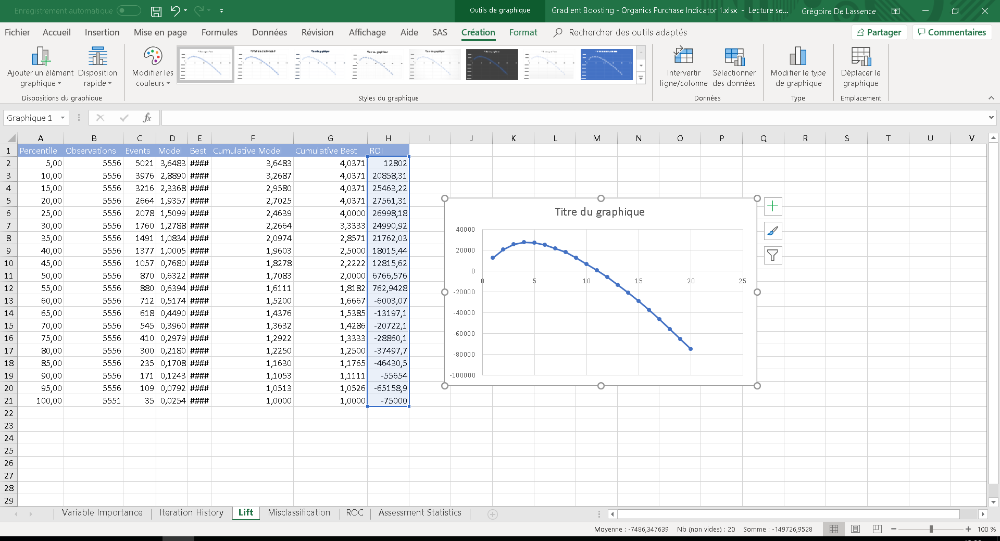 Enregistrement automatique
Outils de graphique
Gradient Boosting - Organics Purchase Indicator 1.xlsx - Lecture se...
Grégoire De Lassence
Fichier Accueil Insertion Mise en page Formules Données Révision Affichage Aide SAS Création Format Rechercher des outils adaptés Partager Commentaires
Ajouter un élément graphique
Disposition rapide
Modifier les couleurs
Intervertir ligne/colonne
Sélectionner des données
Modifier le type de graphique
Déplacer le graphique
Dispositions du graphique
Styles du graphique
Données
Type
Emplacement
Graphique 1
fx
A B C D E F G H I J K L M N O P Q R S T U V
1 Percentile Observations Events Model Best Cumulative Model Cumulative Best ROI
2 5,00 5556 5021 3,6483 #### 3,6483 4,0371 12802
3 10,00 5556 3976 2,8890 #### 3,2687 4,0371 20858,31
4 15,00 5556 3216 2,3368 #### 2,9580 4,0371 25463,22
5 20,00 5556 2664 1,9357 #### 2,7025 4,0371 27561,31
6 25,00 5556 2078 1,5099 #### 2,4639 4,0000 26998,18
7 30,00 5556 1760 1,2788 #### 2,2664 3,3333 24990,92
8 35,00 5556 1491 1,0834 #### 2,0974 2,8571 21762,03
9 40,00 5556 1377 1,0005 #### 1,9603 2,5000 18015,44
10 45,00 5556 1057 0,7680 #### 1,8278 2,2222 12815,62
11 50,00 5556 870 0,6322 #### 1,7083 2,0000 6766,576
12 55,00 5556 880 0,6394 #### 1,6111 1,8182 762,9428
13 60,00 5556 712 0,5174 #### 1,5200 1,6667 -6003,07
14 65,00 5556 618 0,4490 #### 1,4376 1,5385 -13197,1
15 70,00 5556 545 0,3960 #### 1,3632 1,4286 -20722,1
16 75,00 5556 410 0,2979 #### 1,2922 1,3333 -28860,1
17 80,00 5556 300 0,2180 #### 1,2250 1,2500 -37497,7
18 85,00 5556 235 0,1708 #### 1,1630 1,1765 -46430,5
19 90,00 5556 171 0,1243 #### 1,1053 1,1111 -55654
20 95,00 5556 109 0,0792 #### 1,0513 1,0526 -65158,9
21 100,00 5551 35 0,0254 #### 1,0000 1,0000 -75000
22
23
24
25
26
27
28
29
Titre du graphique
40000
20000
0
0 5 10 15 20 25
-20000
-40000
-60000
-80000
-100000
Variable Importance Iteration History Lift Misclassification ROC Assessment Statistics
Moyenne : -7486,347639 Nb (non vides) : 20 Somme : -149726,9528 100 %